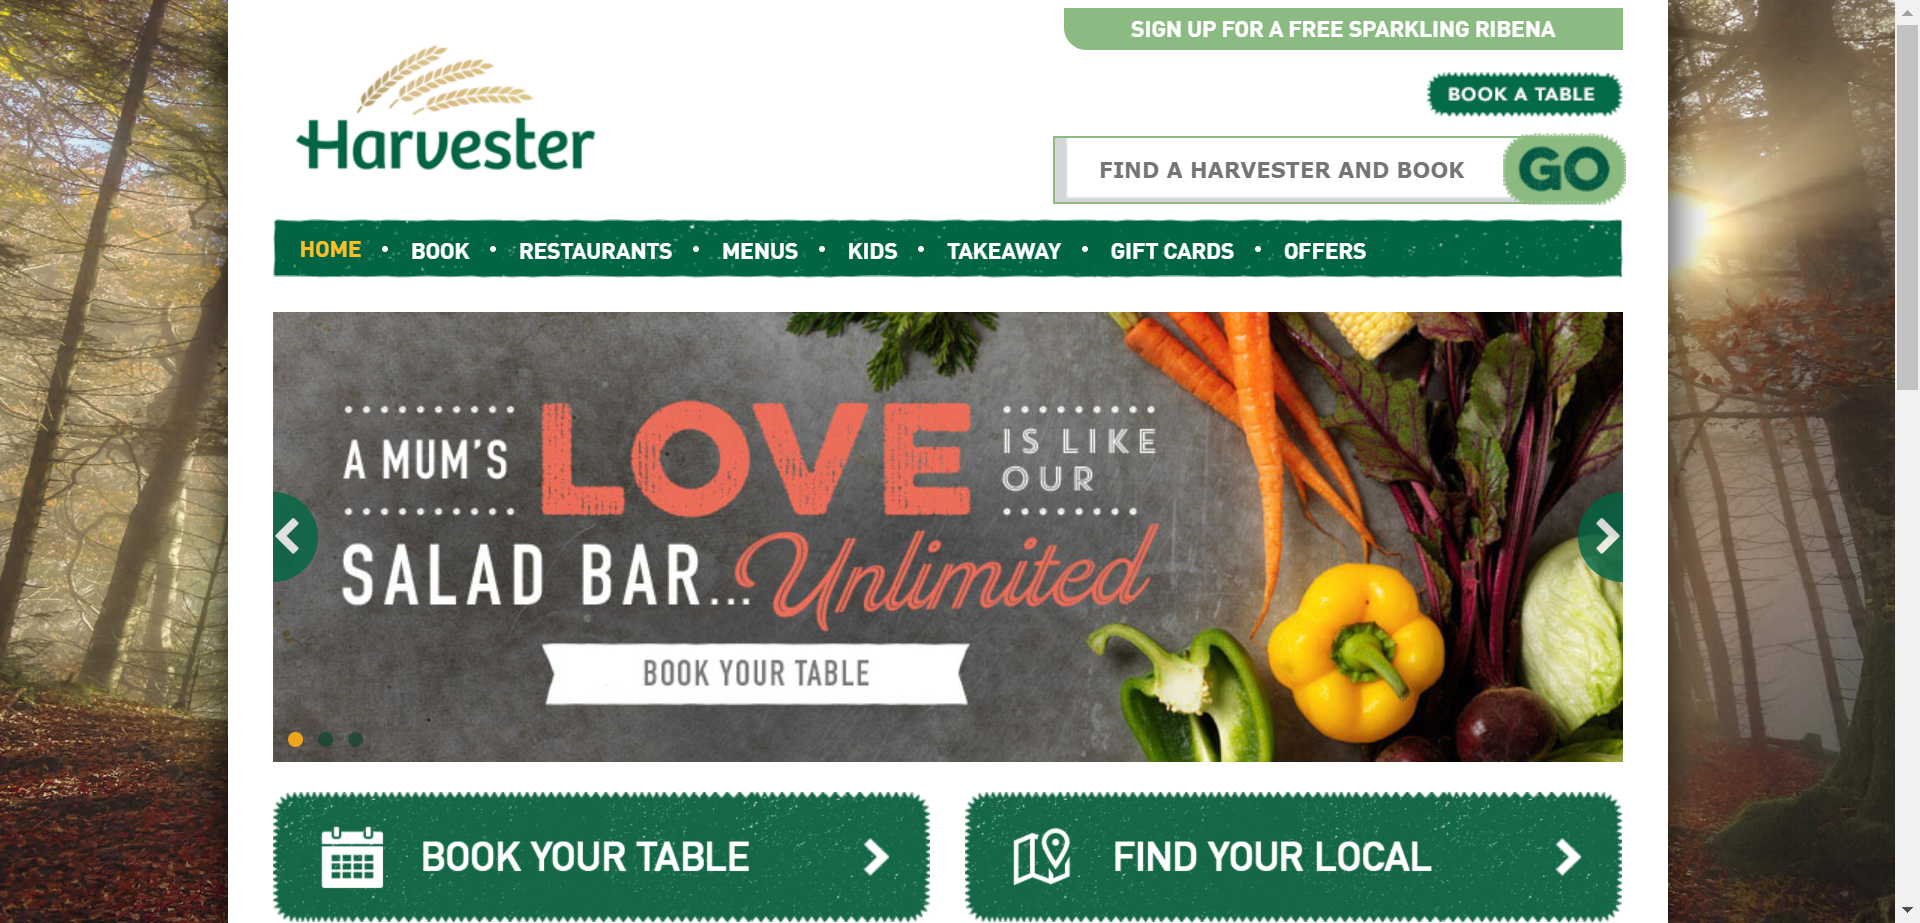 SIGN UP FOR A FREE SPARKLING RIBENA
Harvester
BOOK A TABLE
FIND A HARVESTER AND BOOK
GO
HOME • BOOK • RESTAURANTS • MENUS • KIDS • TAKEAWAY • GIFT CARDS • OFFERS
A MUM'S LOVE IS LIKE
OUR
SALAD BAR... Unlimited
BOOK YOUR TABLE
BOOK YOUR TABLE
FIND YOUR LOCAL